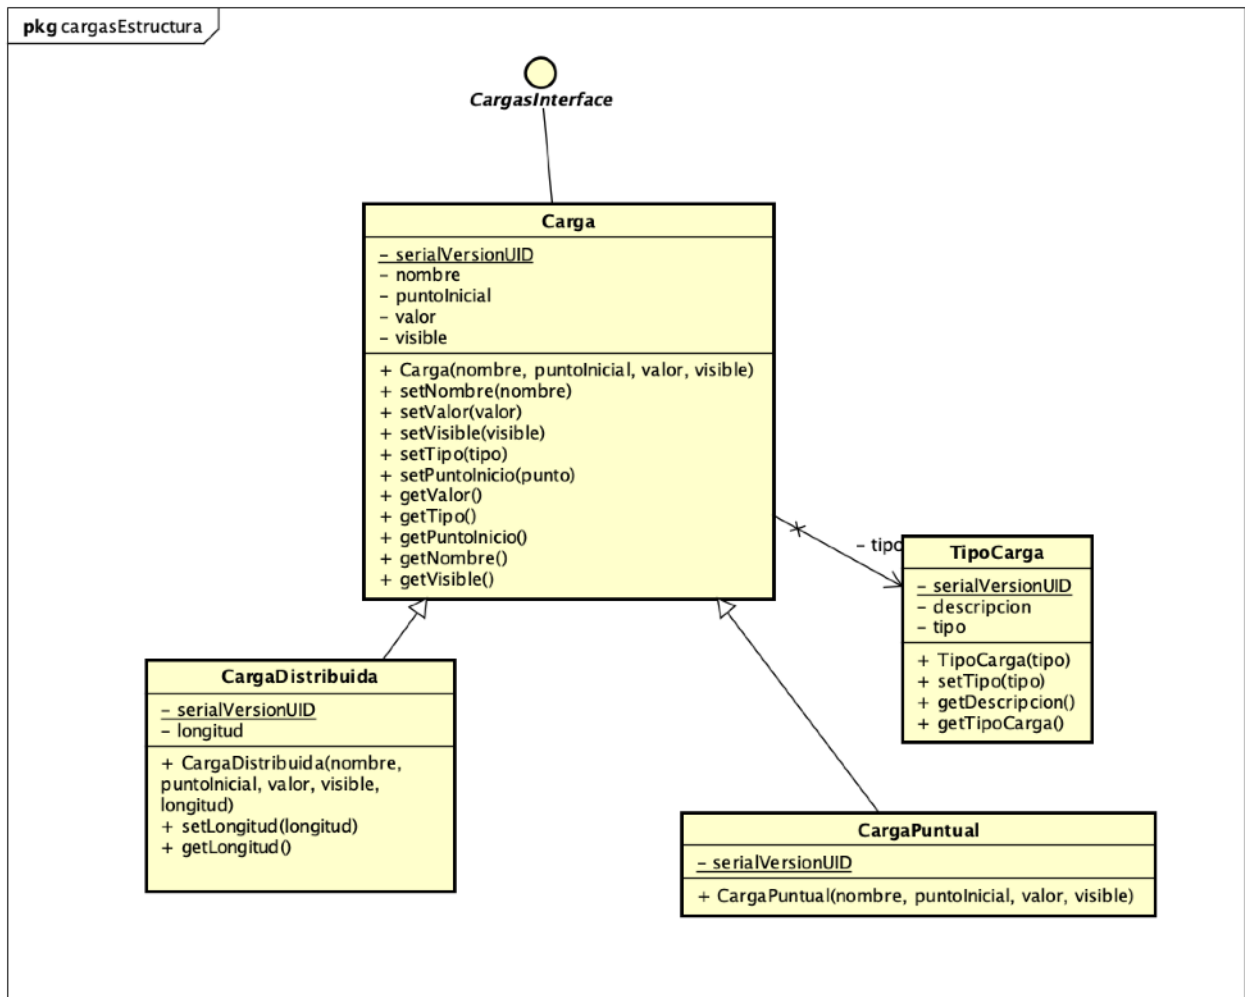 pkg cargasEstructura
CargasInterface
Carga
- serialVersionUID
- nombre
- puntoInicial
- valor
- visible
+ Carga(nombre, puntoInicial, valor, visible)
+ setNombre(nombre)
+ setValor(valor)
+ setVisible(visible)
+ setTipo(tipo)
+ setPuntoInicio(punto)
+ getValor()
+ getTipo()
+ getPuntoInicio()
+ getNombre()
+ getVisible()
- tipo
TipoCarga
- serialVersionUID
- descripcion
- tipo
+ TipoCarga(tipo)
+ setTipo(tipo)
+ getDescripcion()
+ getTipoCarga()
CargaDistribuida
- serialVersionUID
- longitud
+ CargaDistribuida(nombre,
puntoInicial, valor, visible,
longitud)
+ setLongitud(longitud)
+ getLongitud()
CargaPuntual
- serialVersionUID
+ CargaPuntual(nombre, puntoInicial, valor, visible)